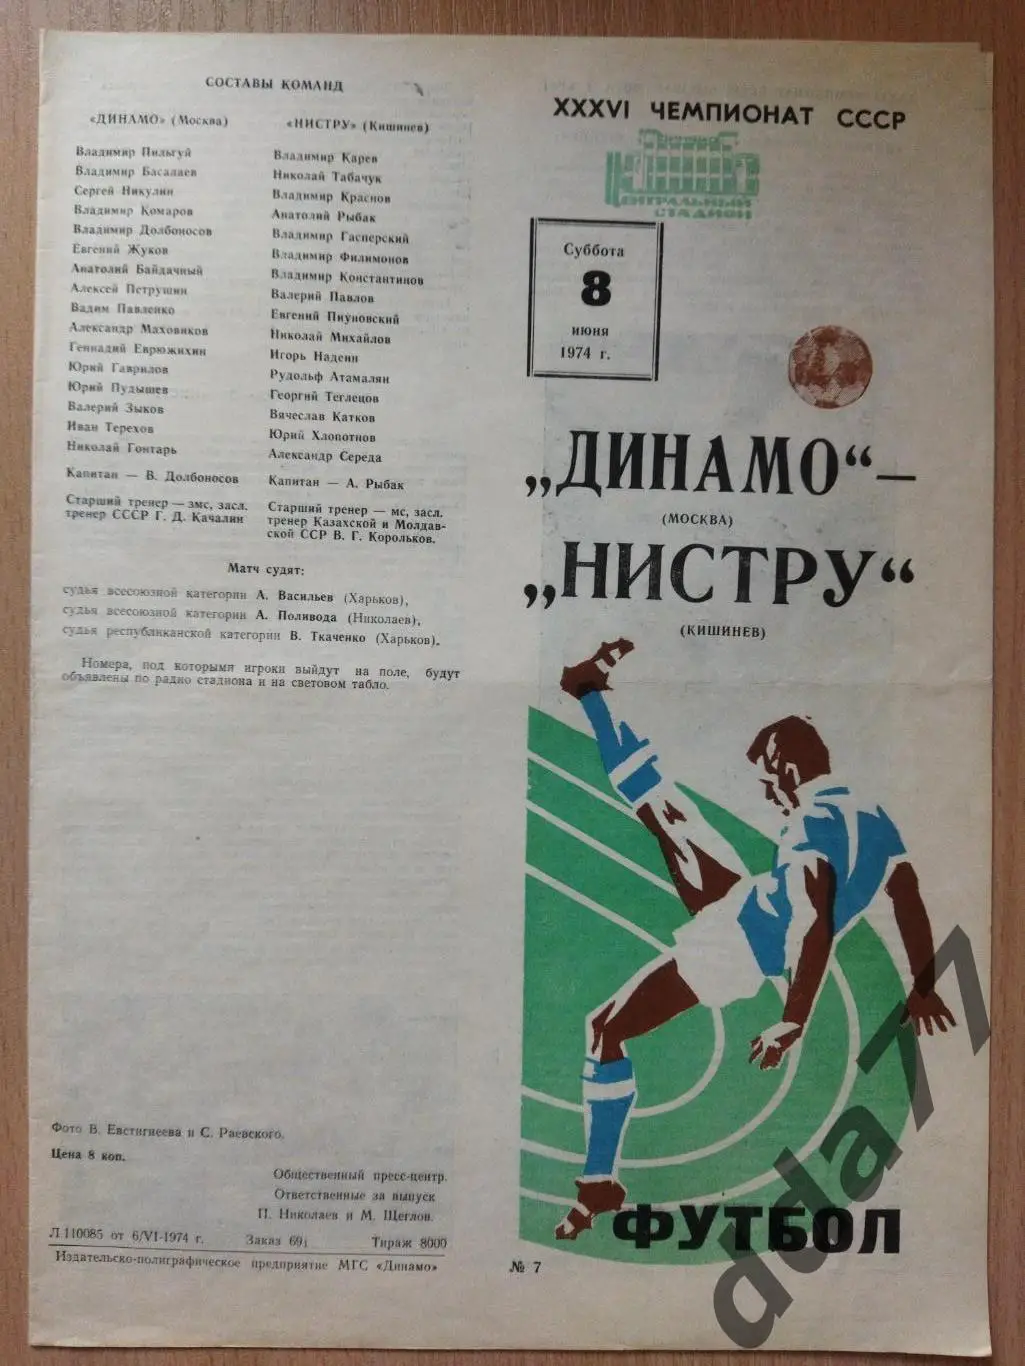 СОСТАВЫ КОМАНД
«ДИНАМО» (Москва)
Владимир Пильгуй
Владимир Басалаев
Сергей Никулин
Владимир Комаров
Владимир Долбоносов
Евгений Жуков
Анатолий Байдачный
Алексей Петрушин
Вадим Павленко
Александр Маховиков
Геннадий Еврюжихин
Юрий Гаврилов
Юрий Пудышев
Валерий Зыков
Иван Терехов
Николай Гонтарь
Капитан — В. Долбоносов
Старший тренер — змс, засл.
тренер СССР Г. Д. Качалин
«НИСТРУ» (Кишинев)
Владимир Карев
Николай Табачук
Владимир Краснов
Анатолий Рыбак
Владимир Гасперский
Владимир Филимонов
Владимир Константинов
Валерий Павлов
Евгений Пиуновский
Николай Михайлов
Игорь Надеин
Рудольф Атамалян
Георгий Теглецов
Вячеслав Катков
Юрий Хлопотнов
Александр Середа
Капитан — А. Рыбак
Старший тренер — мс, засл.
тренер Казахской и Молдав-
ской ССР В. Г. Корольков.
Матч судят:
судья всесоюзной категории А. Васильев (Харьков),
судья всесоюзной категории А. Поливода (Николаев),
судья республиканской категории В. Ткаченко (Харьков).
Номера, под которыми игроки выйдут на поле, будут
объявлены по радио стадиона и на световом табло.
Фото В. Евстигнеева и С. Раевского.
Цена 8 коп.
Общественный пресс-центр.
Ответственные за выпуск
П. Николаев и М. Щеглов.
Л 110085 от 6/VI-1974 г. Заказ 691 Тираж 8000
Издательско-полиграфическое предприятие МГС «Динамо»
XXXVI ЧЕМПИОНАТ СССР
ДИНАМО
ЦЕНТРАЛЬНЫЙ
СТАДИОН
Суббота
8
июня
1974 г.
„ДИНАМО“ —
(МОСКВА)
„НИСТРУ“
(КИШИНЕВ)
ФУТБОЛ
№ 7
dda77